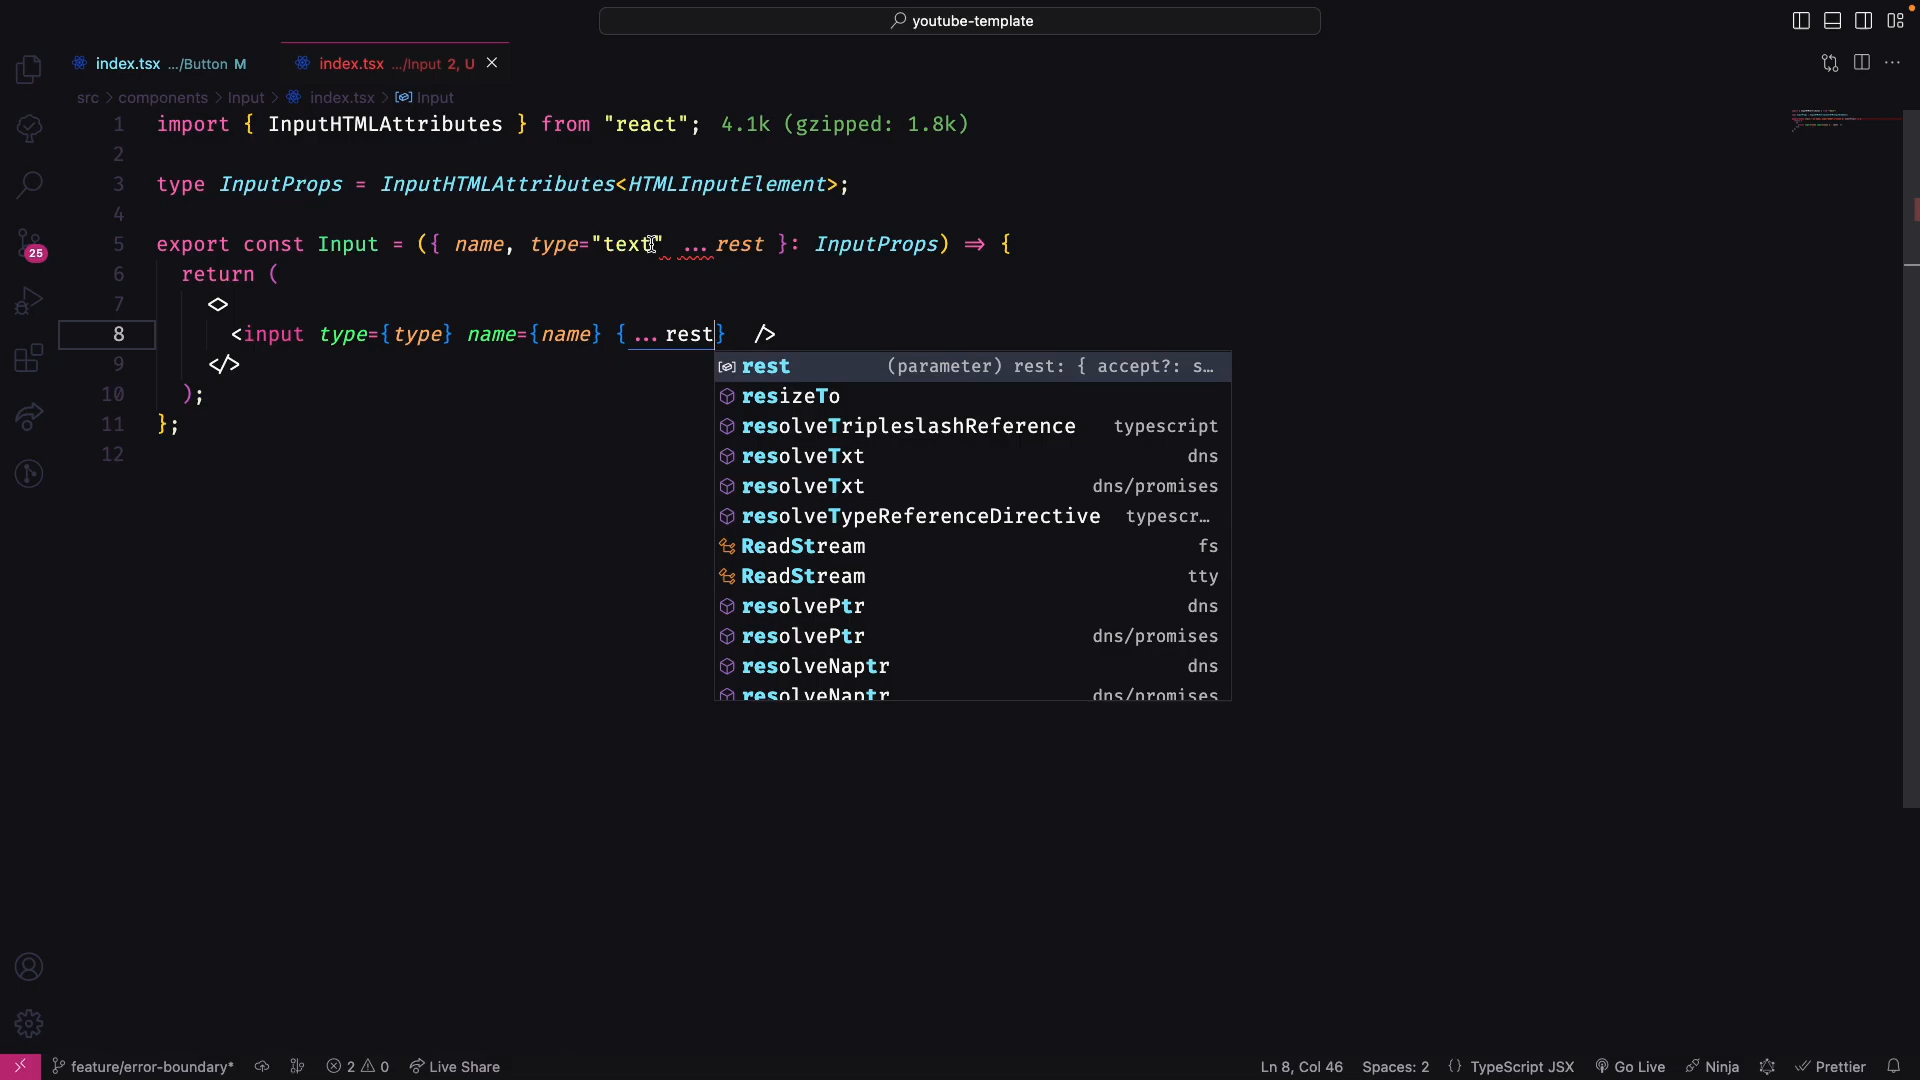 youtube-template
index.tsx .../Button M
index.tsx .../Input 2, U
src > components > Input > index.tsx > Input
1 import { InputHTMLAttributes } from "react"; 4.1k (gzipped: 1.8k)
2
3 type InputProps = InputHTMLAttributes<HTMLInputElement>;
4
5 export const Input = ({ name, type="text" ...rest }: InputProps) => {
6 return (
7 <>
8 <input type={type} name={name} {...rest} />
9 </>
10 );
11 };
12
25
rest (parameter) rest: { accept?: s…
resizeTo
resolveTripleslashReference typescript
resolveTxt dns
resolveTxt dns/promises
resolveTypeReferenceDirective typescr…
ReadStream fs
ReadStream tty
resolvePtr dns
resolvePtr dns/promises
resolveNaptr dns
resolveNaptr dns/promises
feature/error-boundary* 2 0 Live Share
Ln 8, Col 46 Spaces: 2 {} TypeScript JSX Go Live Ninja Prettier